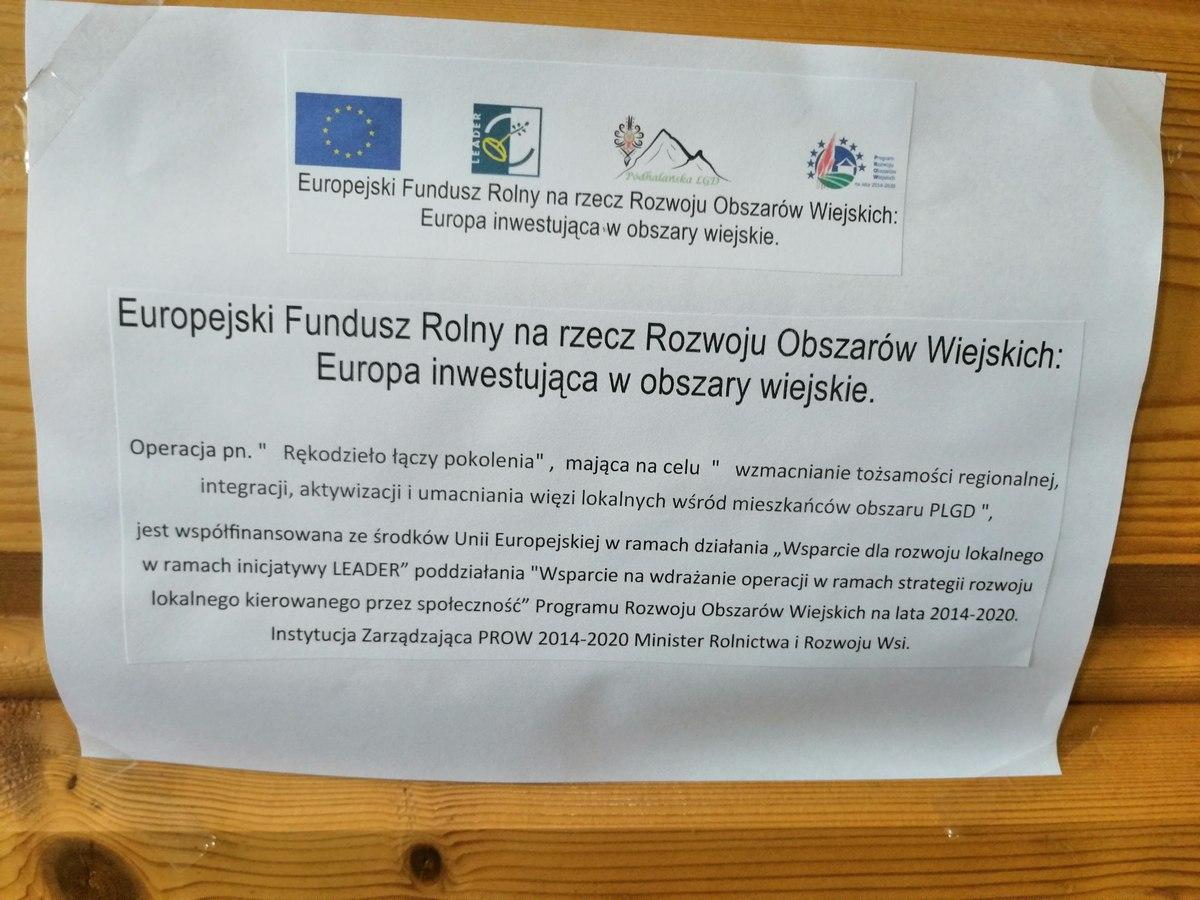 LEADER
Podhalańska LGD
Program
Rozwoju
Obszarów
Wiejskich
na lata 2014-2020
Europejski Fundusz Rolny na rzecz Rozwoju Obszarów Wiejskich:
Europa inwestująca w obszary wiejskie.
Europejski Fundusz Rolny na rzecz Rozwoju Obszarów Wiejskich:
Europa inwestująca w obszary wiejskie.
Operacja pn. " Rękodzieło łączy pokolenia" , mająca na celu " wzmacnianie tożsamości regionalnej,
integracji, aktywizacji i umacniania więzi lokalnych wśród mieszkańców obszaru PLGD ",
jest współfinansowana ze środków Unii Europejskiej w ramach działania „Wsparcie dla rozwoju lokalnego
w ramach inicjatywy LEADER” poddziałania "Wsparcie na wdrażanie operacji w ramach strategii rozwoju
lokalnego kierowanego przez społeczność” Programu Rozwoju Obszarów Wiejskich na lata 2014-2020.
Instytucja Zarządzająca PROW 2014-2020 Minister Rolnictwa i Rozwoju Wsi.